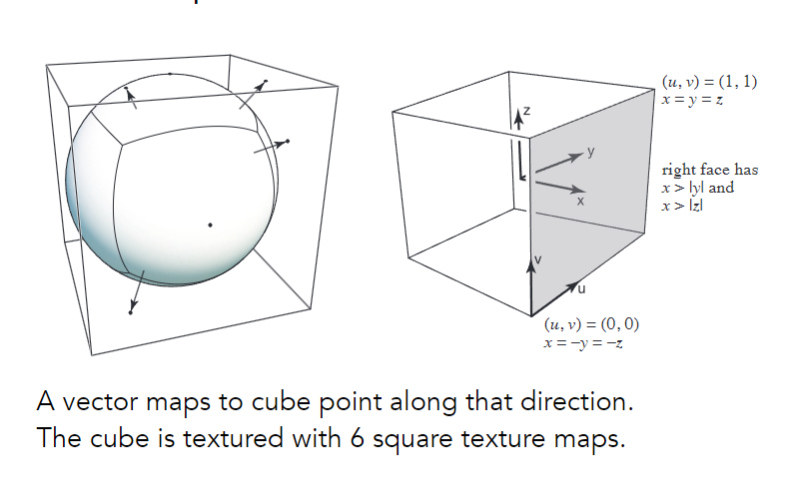 z
(u, v) = (1, 1)
x = y = z
y
x
right face has
x > |y| and
x > |z|
v
u
(u, v) = (0, 0)
x = −y = −z
A vector maps to cube point along that direction.
The cube is textured with 6 square texture maps.